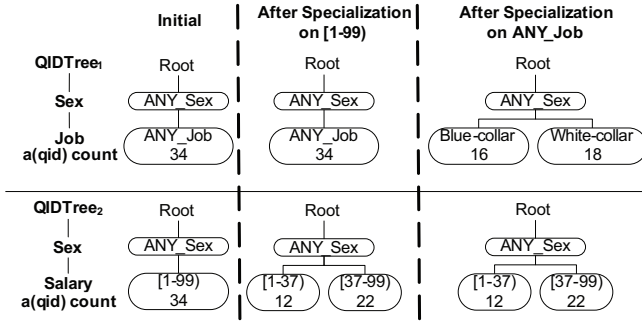 Initial
After Specialization
on [1-99)
After Specialization
on ANY_Job
QIDTree1
Root
Root
Root
Sex
ANY_Sex
ANY_Sex
ANY_Sex
Job
a(qid) count
ANY_Job
34
ANY_Job
34
Blue-collar
16
White-collar
18
QIDTree2
Root
Root
Root
Sex
ANY_Sex
ANY_Sex
ANY_Sex
Salary
a(qid) count
[1-99)
34
[1-37)
12
[37-99)
22
[1-37)
12
[37-99)
22